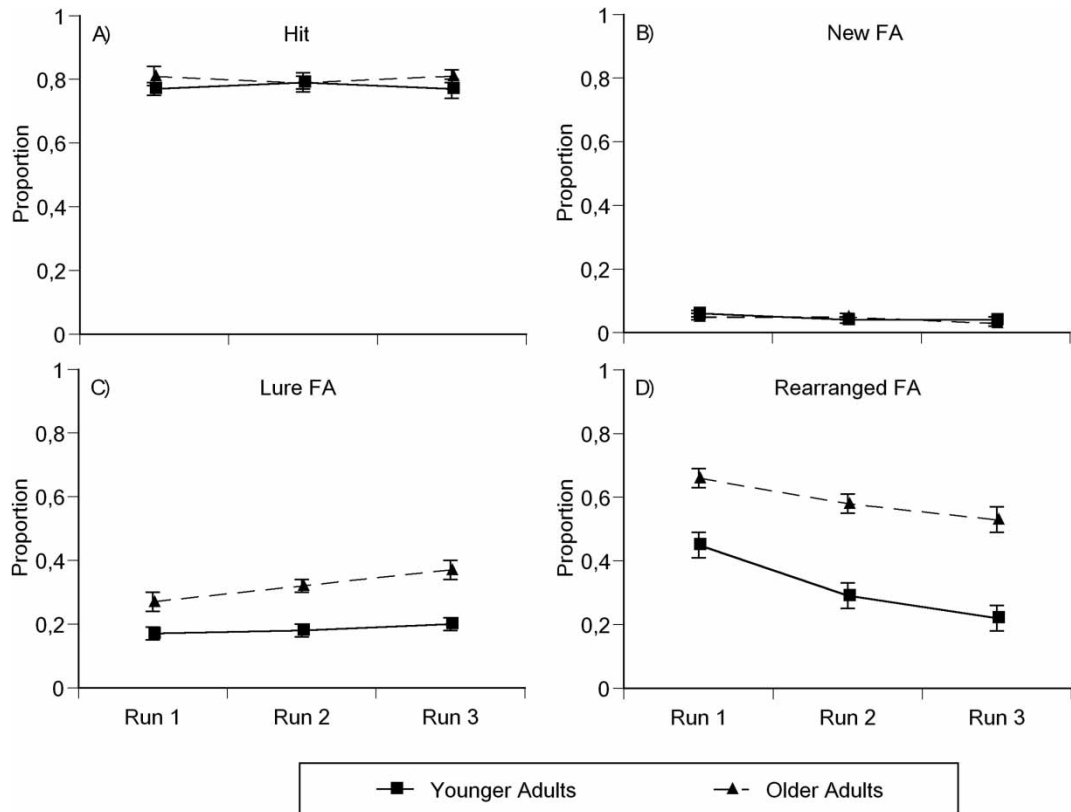 A) Hit
1
0,8
0,6
0,4
0,2
0
Proportion
B) New FA
1
0,8
0,6
0,4
0,2
0
Proportion
C) Lure FA
1
0,8
0,6
0,4
0,2
0
Proportion
Run 1 Run 2 Run 3
D) Rearranged FA
1
0,8
0,6
0,4
0,2
0
Proportion
Run 1 Run 2 Run 3
Younger Adults Older Adults